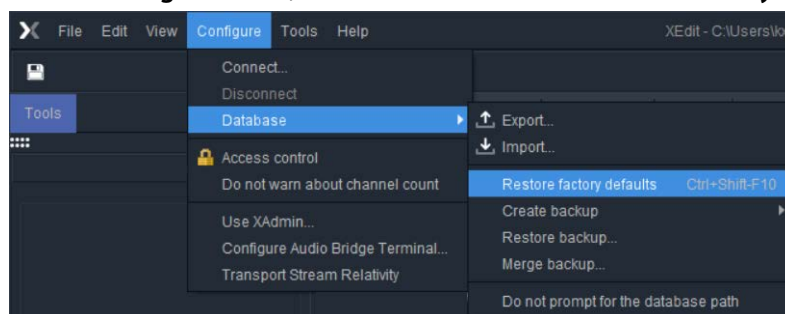 File Edit View Configure Tools Help XEdit - C:\Users\k
Connect...
Disconnect
Tools
Database
Export...
Import...
Access control
Do not warn about channel count
Restore factory defaults Ctrl+Shift-F10
Create backup
Use XAdmin...
Restore backup...
Configure Audio Bridge Terminal...
Merge backup...
Transport Stream Relativity
Do not prompt for the database path